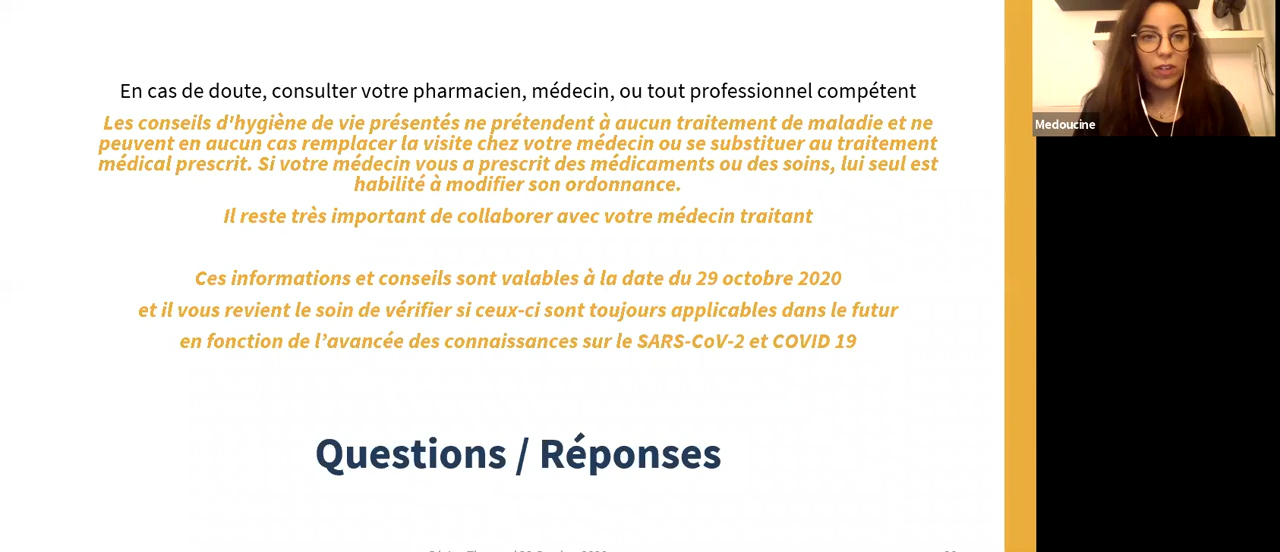 En cas de doute, consulter votre pharmacien, médecin, ou tout professionnel compétent
Les conseils d'hygiène de vie présentés ne prétendent à aucun traitement de maladie et ne
peuvent en aucun cas remplacer la visite chez votre médecin ou se substituer au traitement
médical prescrit. Si votre médecin vous a prescrit des médicaments ou des soins, lui seul est
habilité à modifier son ordonnance.
Il reste très important de collaborer avec votre médecin traitant
Ces informations et conseils sont valables à la date du 29 octobre 2020
et il vous revient le soin de vérifier si ceux-ci sont toujours applicables dans le futur
en fonction de l’avancée des connaissances sur le SARS-CoV-2 et COVID 19
Questions / Réponses
Medoucine